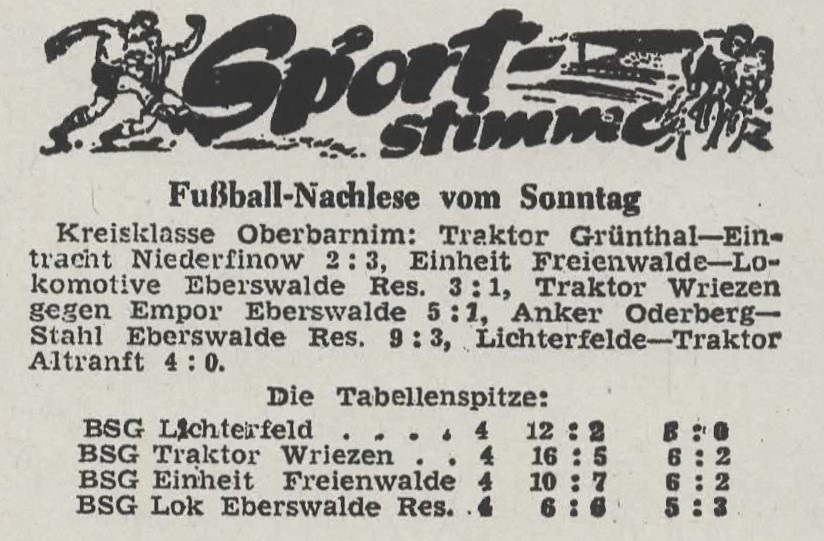 Sport-
stimme
Fußball-Nachlese vom Sonntag
Kreisklasse Oberbarnim: Traktor Grünthal—Ein-
tracht Niederfinow 2 : 3, Einheit Freienwalde—Lo-
komotive Eberswalde Res. 3 : 1, Traktor Wriezen
gegen Empor Eberswalde 5 : 1, Anker Oderberg—
Stahl Eberswalde Res. 9 : 3, Lichterfelde—Traktor
Altranft 4 : 0.
Die Tabellenspitze:
BSG Lichterfeld . . . . 4 12 : 2
BSG Traktor Wriezen . . 4 16 : 5 6 : 2
BSG Einheit Freienwalde 4 10 : 7 6 : 2
BSG Lok Eberswalde Res. . 4 6 : 6 5 : 3